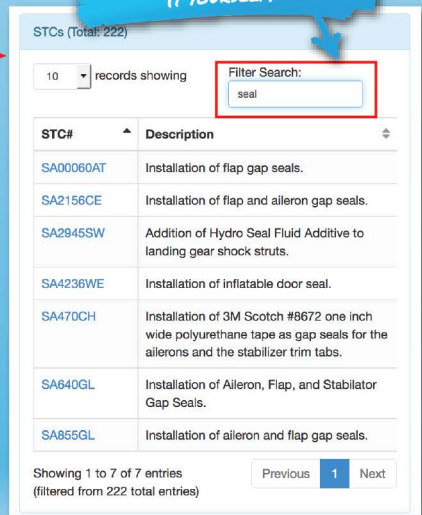 IT YOURSELF!
STCs (Total: 222)
10 records showing
Filter Search:
seal
STC# Description
SA00060AT Installation of flap gap seals.
SA2156CE Installation of flap and aileron gap seals.
SA2945SW Addition of Hydro Seal Fluid Additive to
landing gear shock struts.
SA4236WE Installation of inflatable door seal.
SA470CH Installation of 3M Scotch #8672 one inch
wide polyurethane tape as gap seals for the
ailerons and the stabilizer trim tabs.
SA640GL Installation of Aileron, Flap, and Stabilator
Gap Seals.
SA855GL Installation of aileron and flap gap seals.
Showing 1 to 7 of 7 entries
(filtered from 222 total entries)
Previous 1 Next